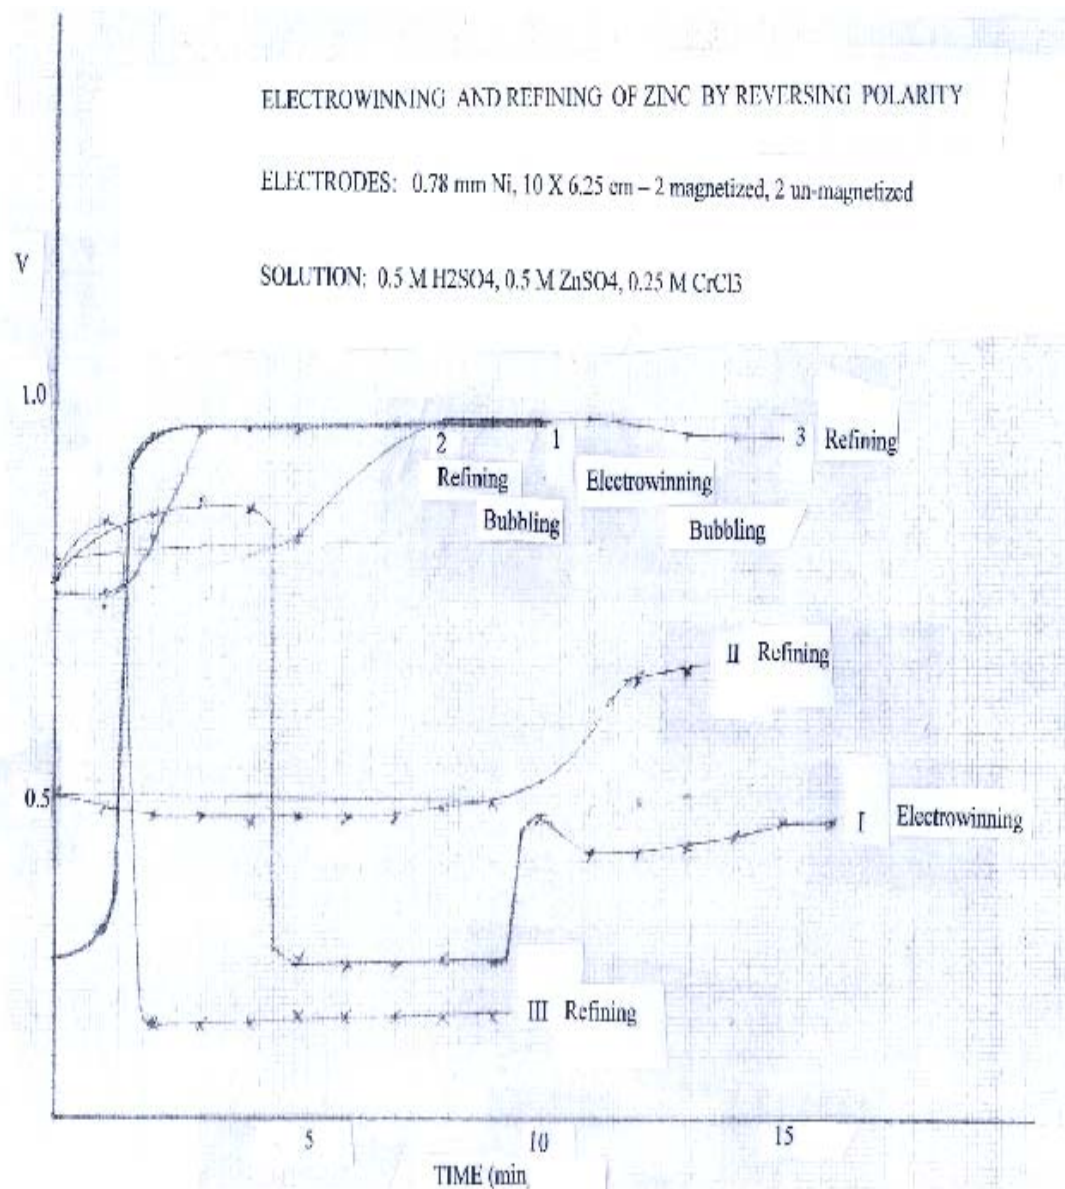 ELECTROWINNING AND REFINING OF ZINC BY REVERSING POLARITY
ELECTRODES: 0.78 mm Ni, 10 X 6.25 cm – 2 magnetized, 2 un-magnetized
SOLUTION: 0.5 M H2SO4, 0.5 M ZnSO4, 0.25 M CrCl3
V
1.0
2
1
3 Refining
Refining
Electrowinning
Bubbling
Bubbling
II Refining
0.5
I Electrowinning
III Refining
5
10
15
TIME (min